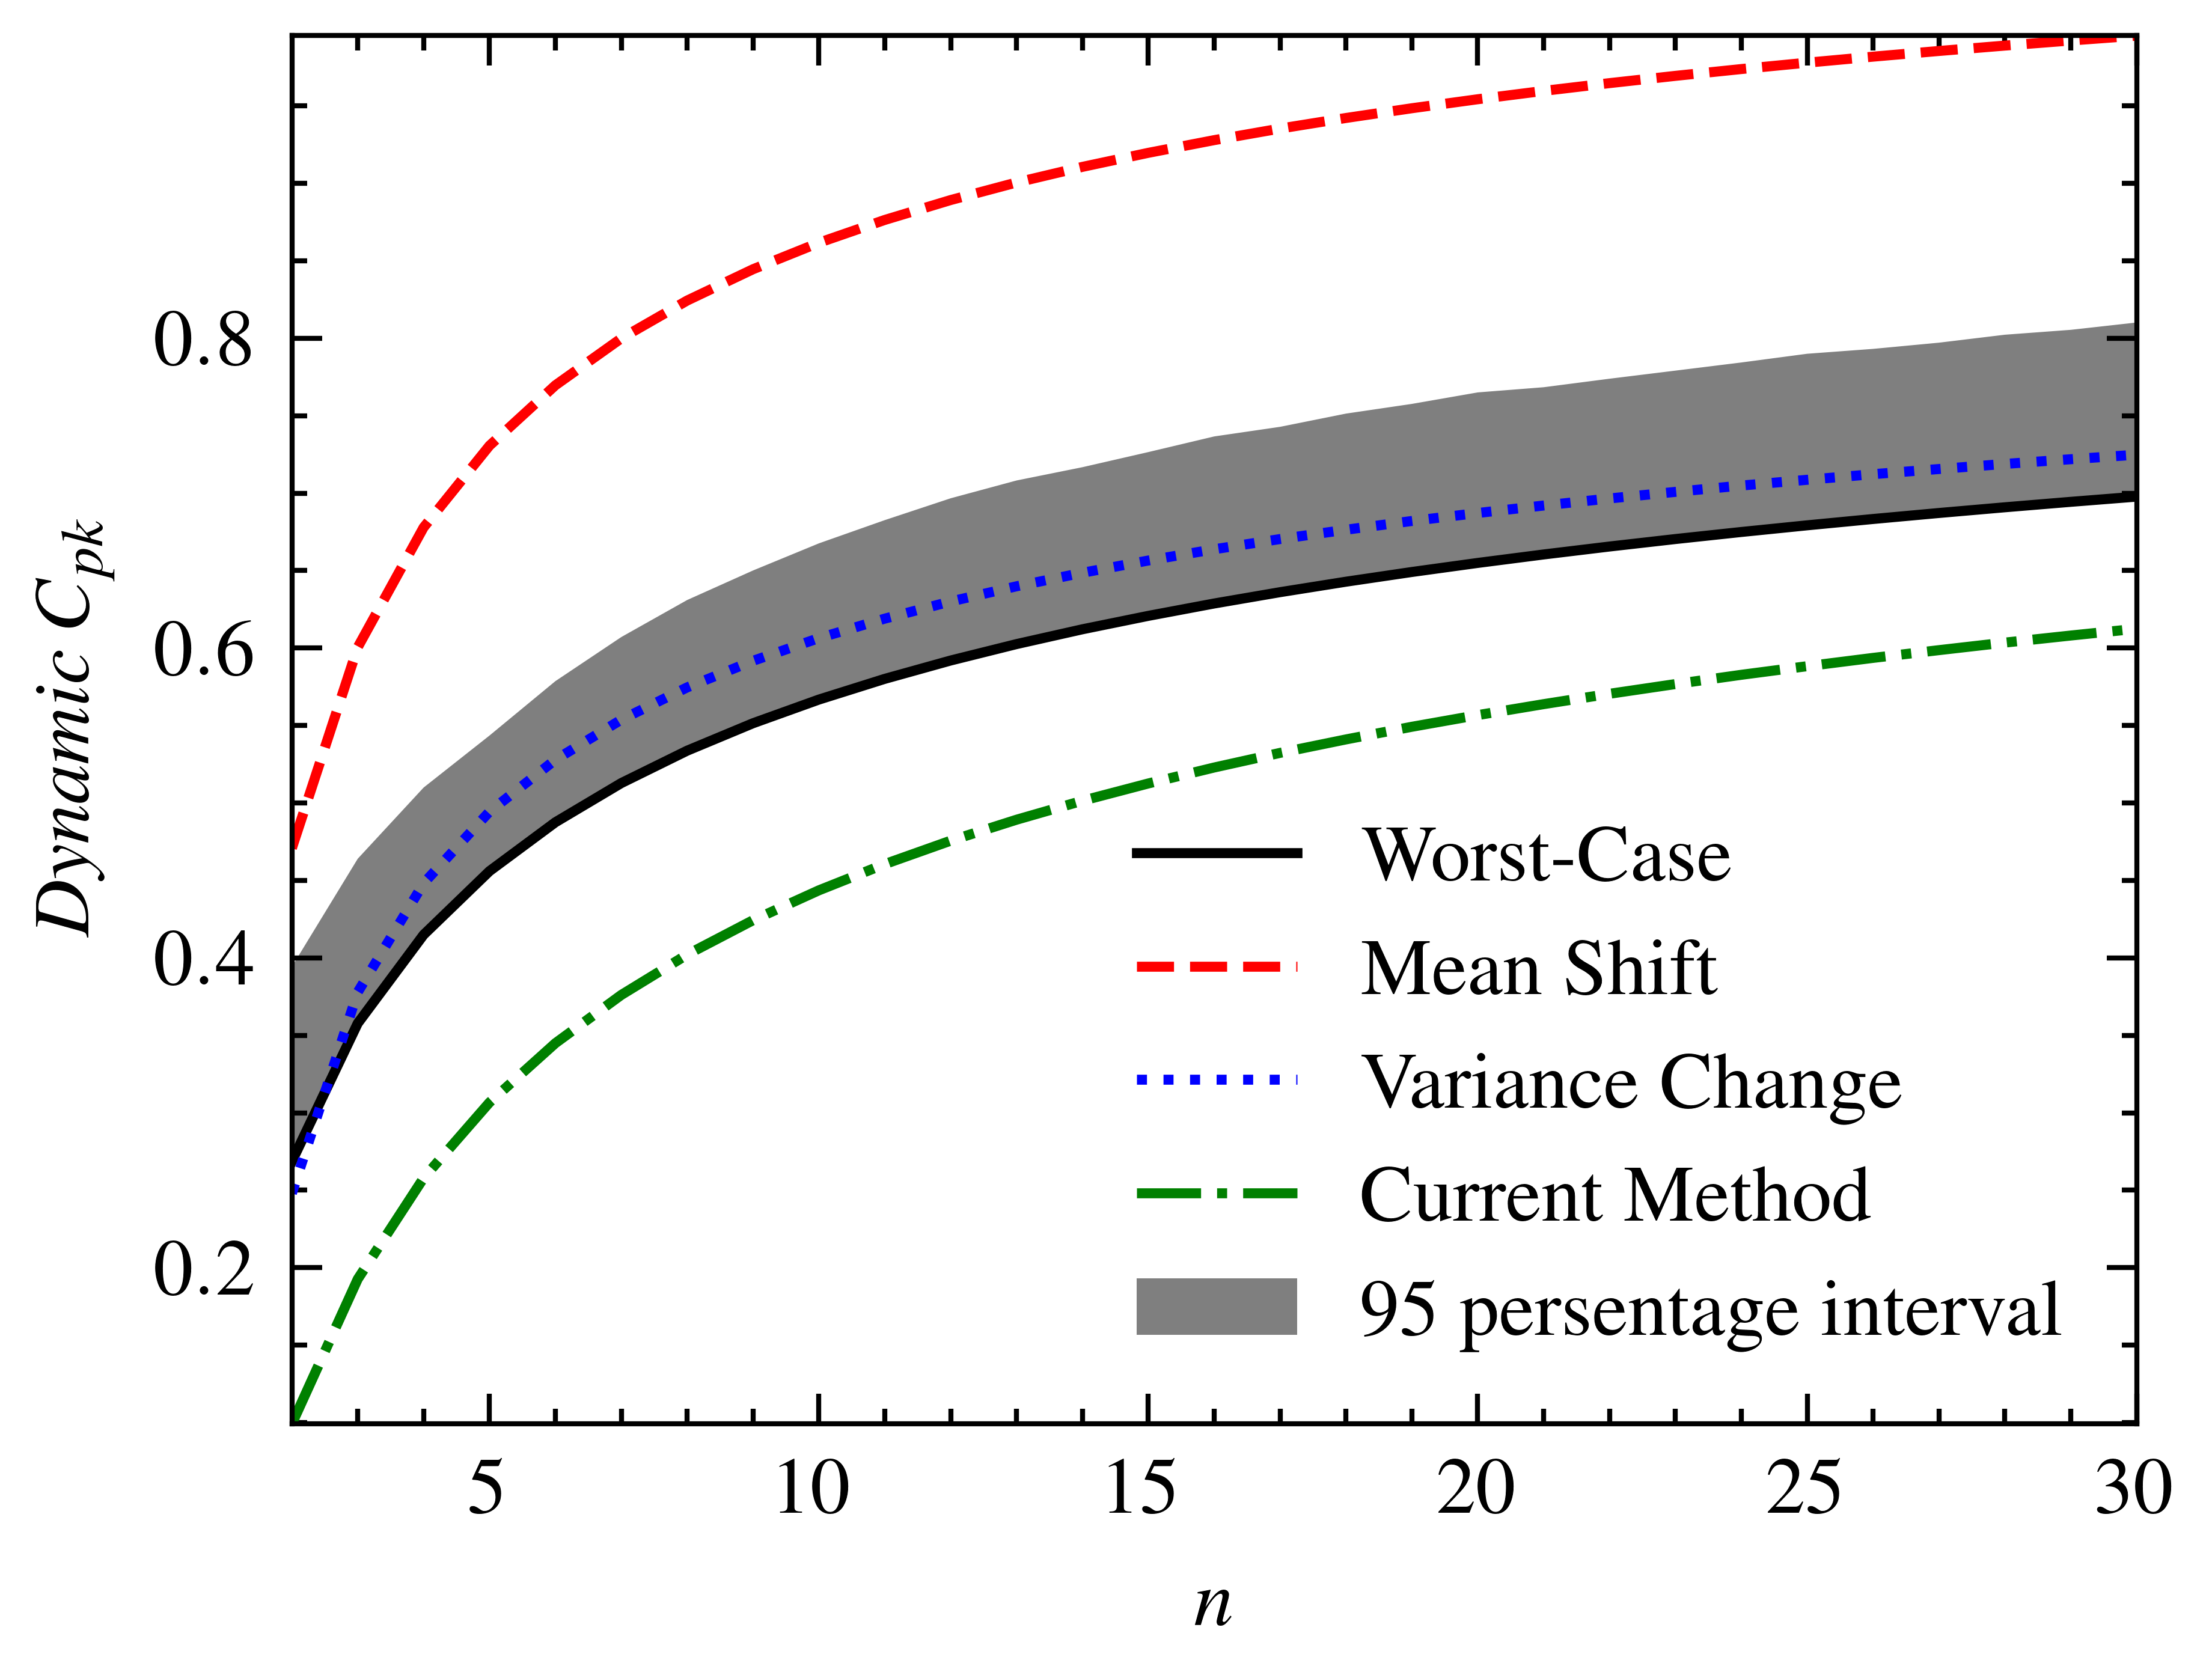 Dynamic Cpk
0.8
0.6
0.4
0.2
Worst-Case
Mean Shift
Variance Change
Current Method
95 persentage interval
5 10 15 20 25 30
n